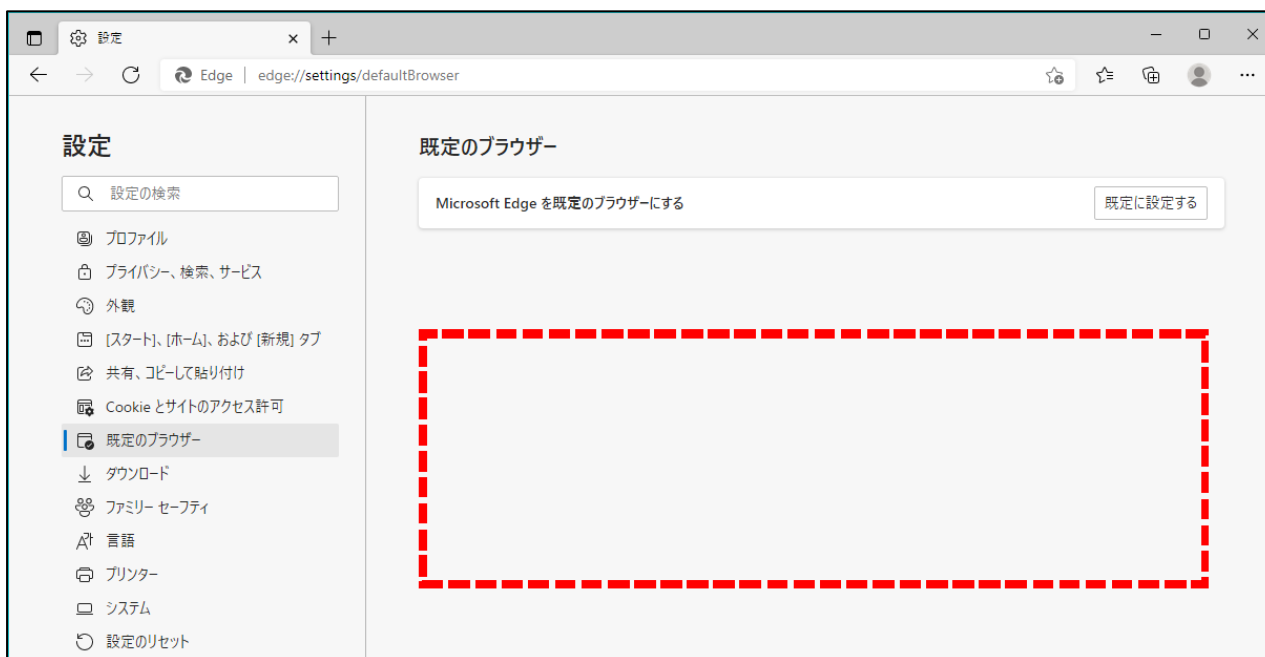 設定
Edge | edge://settings/defaultBrowser
設定
設定の検索
プロファイル
プライバシー、検索、サービス
外観
[スタート]、[ホーム]、および [新規] タブ
共有、コピーして貼り付け
Cookie とサイトのアクセス許可
既定のブラウザー
ダウンロード
ファミリー セーフティ
言語
プリンター
システム
設定のリセット
既定のブラウザー
Microsoft Edge を既定のブラウザーにする
既定に設定する